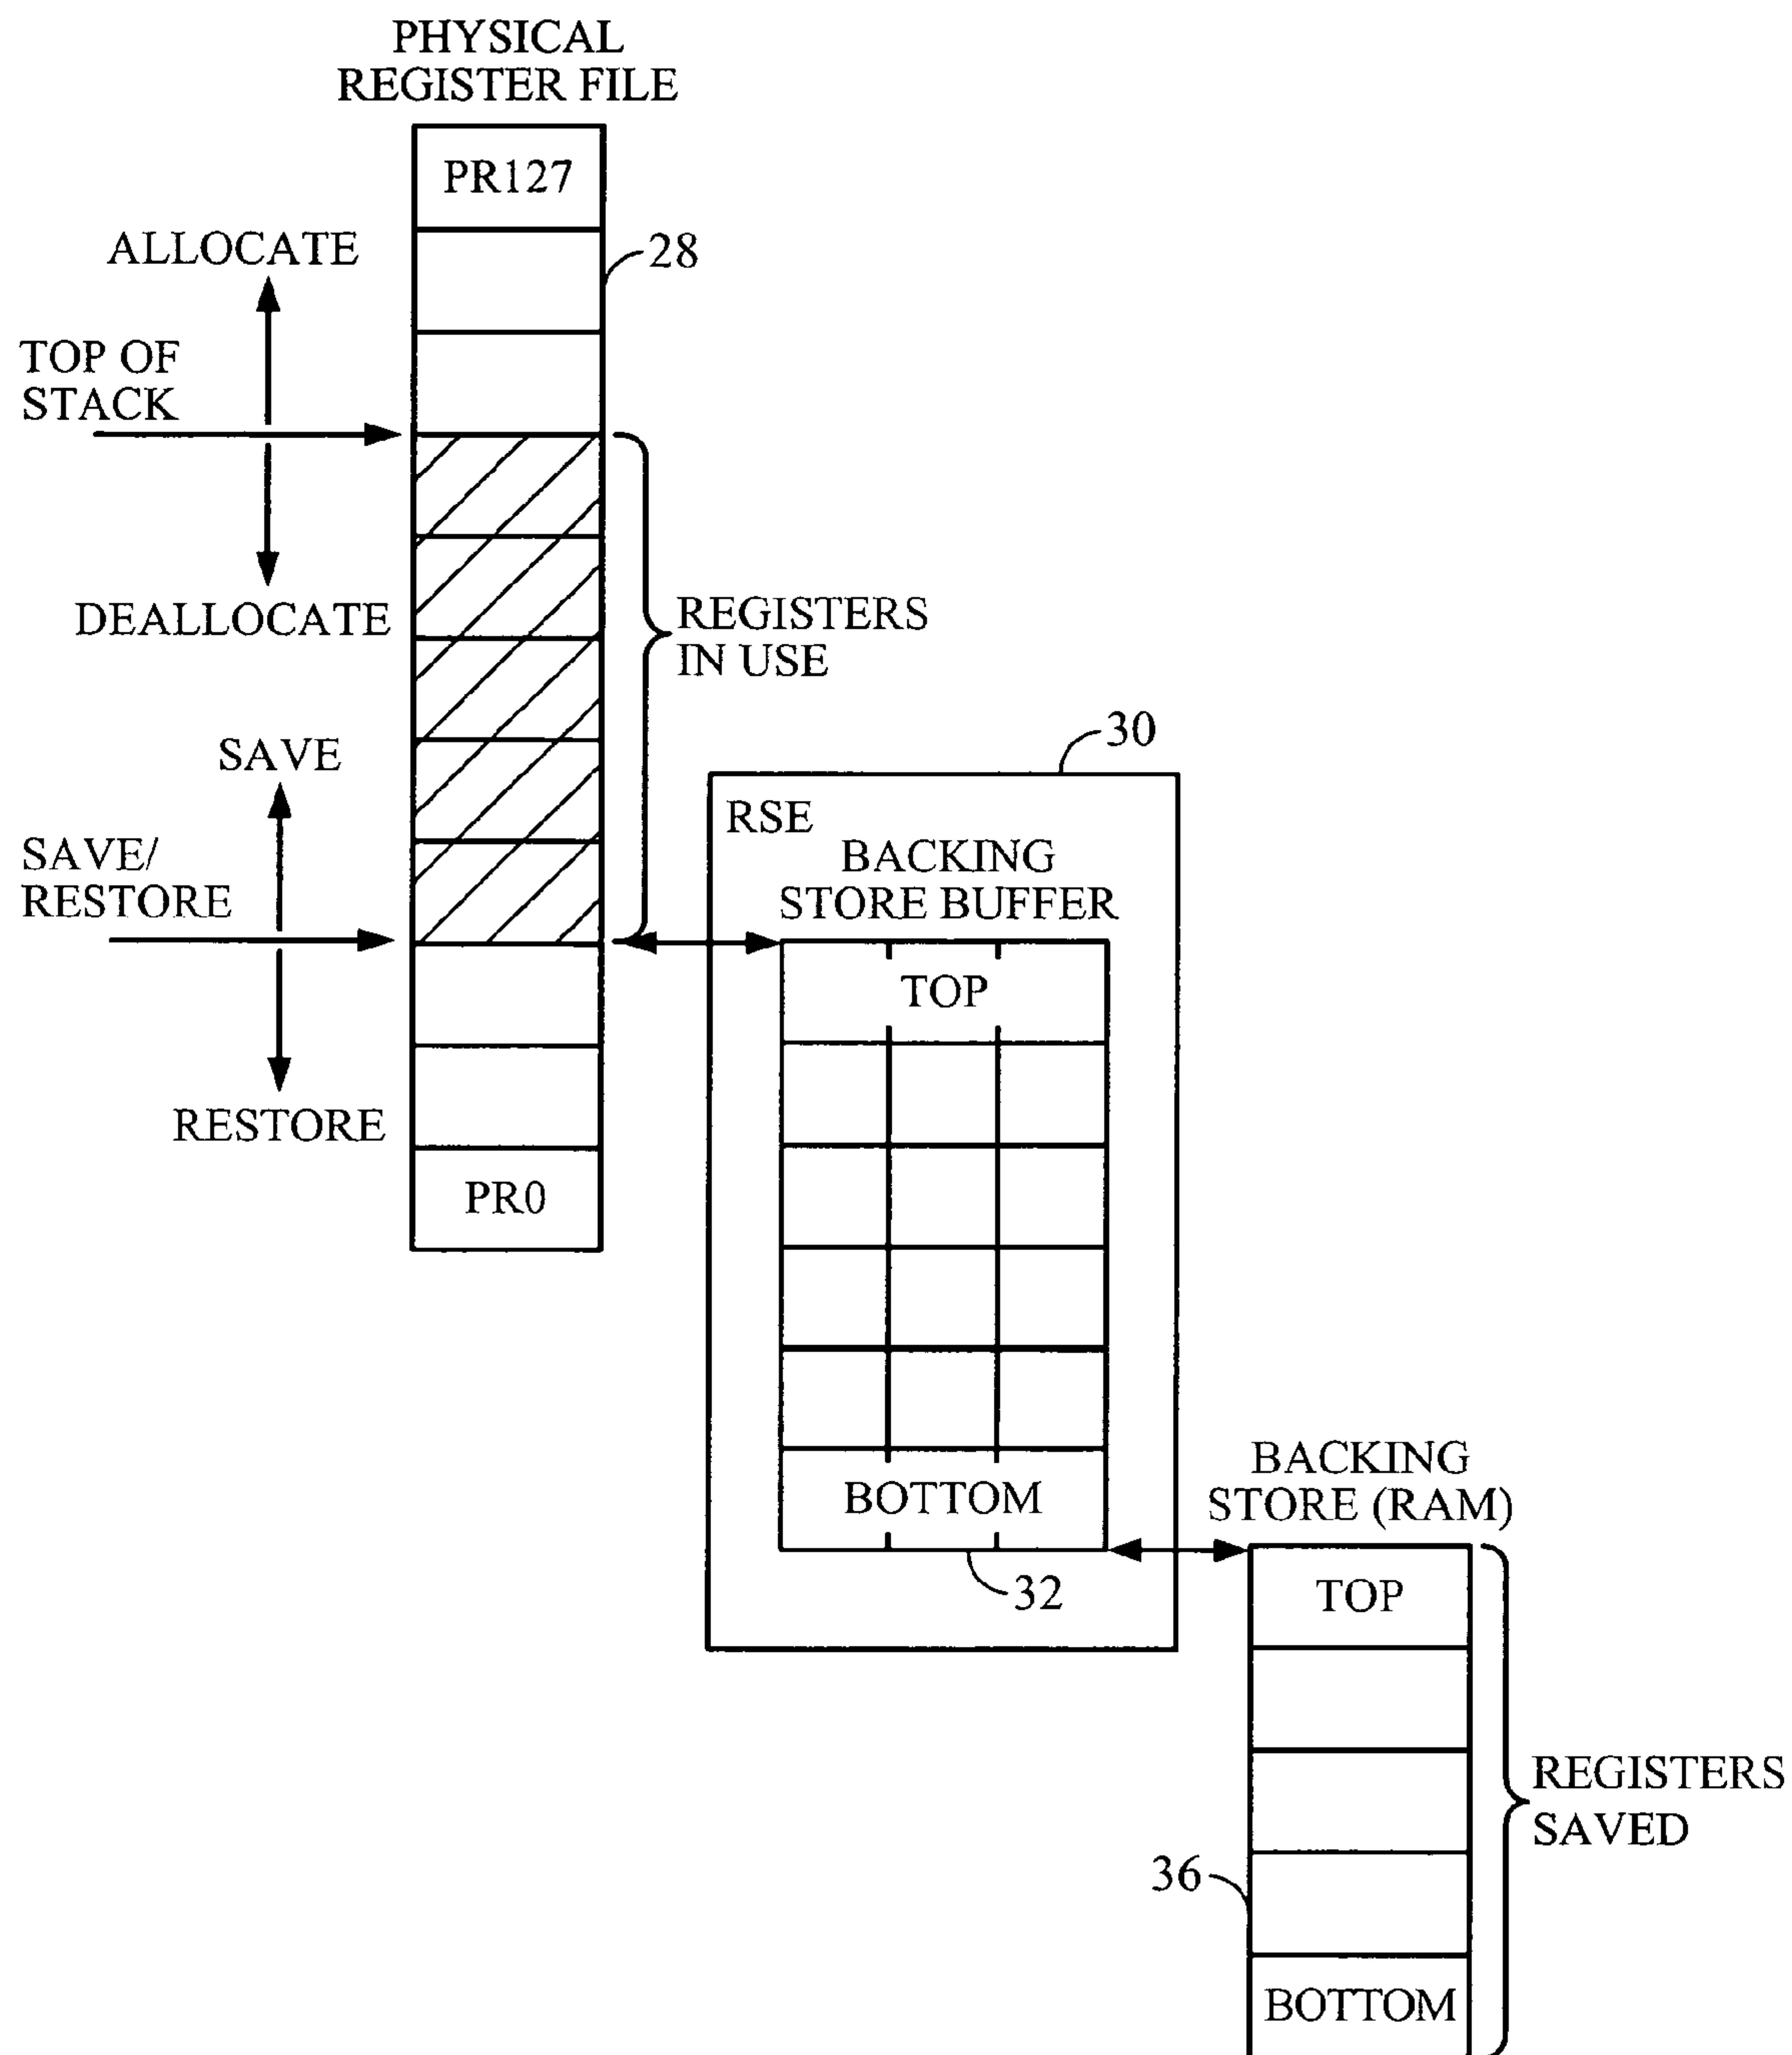 PHYSICAL
REGISTER FILE
PR127
ALLOCATE
28
TOP OF
STACK
DEALLOCATE
REGISTERS
IN USE
SAVE
30
RSE
SAVE/
RESTORE
BACKING
STORE BUFFER
TOP
RESTORE
PR0
BOTTOM
32
BACKING
STORE (RAM)
TOP
REGISTERS
SAVED
36
BOTTOM